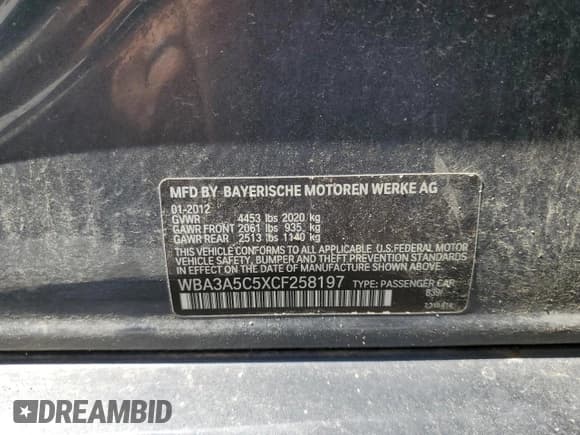 MFD BY BAYERISCHE MOTOREN WERKE AG
01-2012
GVWR 4453 lbs 2020 kg
GAWR FRONT 2061 lbs 935 kg
GAWR REAR 2513 lbs 1140 kg
THIS VEHICLE CONFORMS TO ALL APPLICABLE U.S.FEDERAL MOTOR
VEHICLE SAFETY, BUMPER AND THEFT PREVENTION STANDARDS
IN EFFECT ON THE DATE OF MANUFACTURE SHOWN ABOVE.
WBA3A5C5XCF258197 TYPE: PASSENGER CAR
DREAMBID